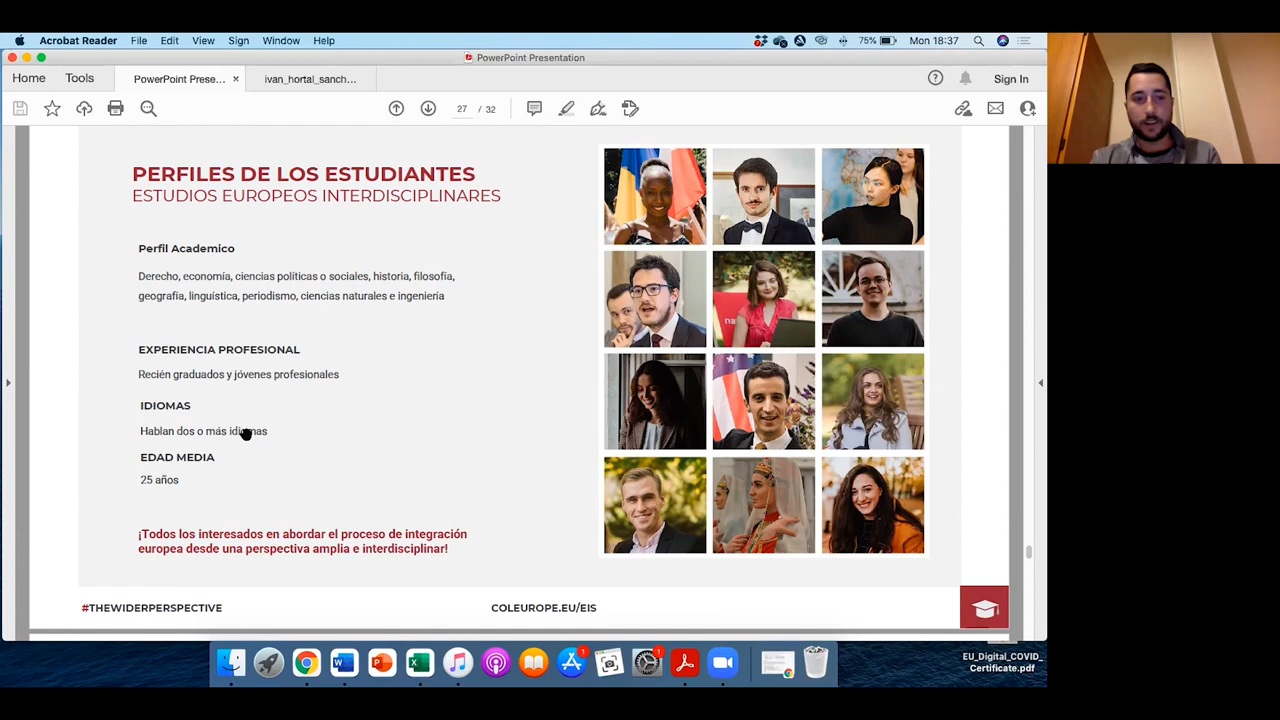 Acrobat Reader File Edit View Sign Window Help 75% Mon 18:37
PowerPoint Presentation
Home Tools PowerPoint Prese... × ivan_hortal_sanch... Sign In
27 / 32
PERFILES DE LOS ESTUDIANTES
ESTUDIOS EUROPEOS INTERDISCIPLINARES
Perfil Academico
Derecho, economía, ciencias políticas o sociales, historia, filosofía,
geografía, linguística, periodismo, ciencias naturales e ingeniería
EXPERIENCIA PROFESIONAL
Recién graduados y jóvenes profesionales
IDIOMAS
Hablan dos o más idiomas
EDAD MEDIA
25 años
¡Todos los interesados en abordar el proceso de integración
europea desde una perspectiva amplia e interdisciplinar!
#THEWIDERPERSPECTIVE
COLEUROPE.EU/EIS
EU_Digital_COVID_
Certificate.pdf